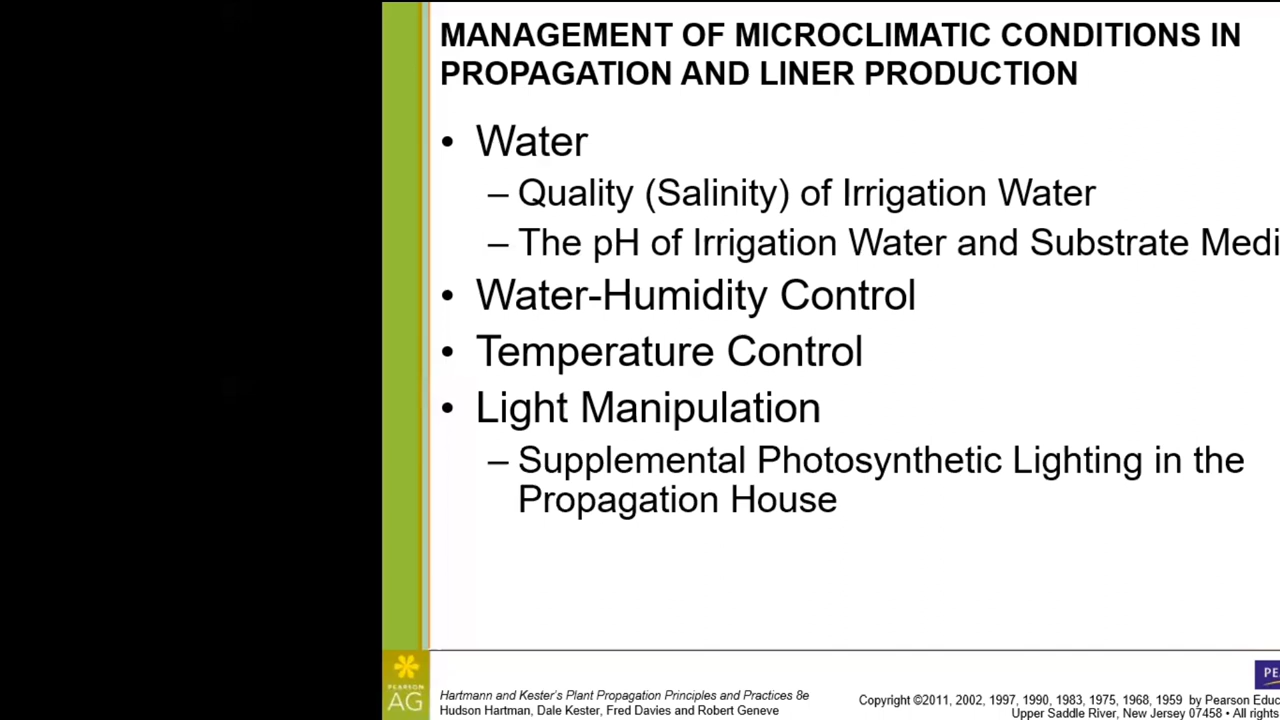 MANAGEMENT OF MICROCLIMATIC CONDITIONS IN
PROPAGATION AND LINER PRODUCTION
• Water
– Quality (Salinity) of Irrigation Water
– The pH of Irrigation Water and Substrate Medi
• Water-Humidity Control
• Temperature Control
• Light Manipulation
– Supplemental Photosynthetic Lighting in the
Propagation House
PEARSON
AG
Hartmann and Kester's Plant Propagation Principles and Practices 8e
Hudson Hartman, Dale Kester, Fred Davies and Robert Geneve
PE
Copyright ©2011, 2002, 1997, 1990, 1983, 1975, 1968, 1959 by Pearson Edu
Upper Saddle River, New Jersey 07458 • All rights